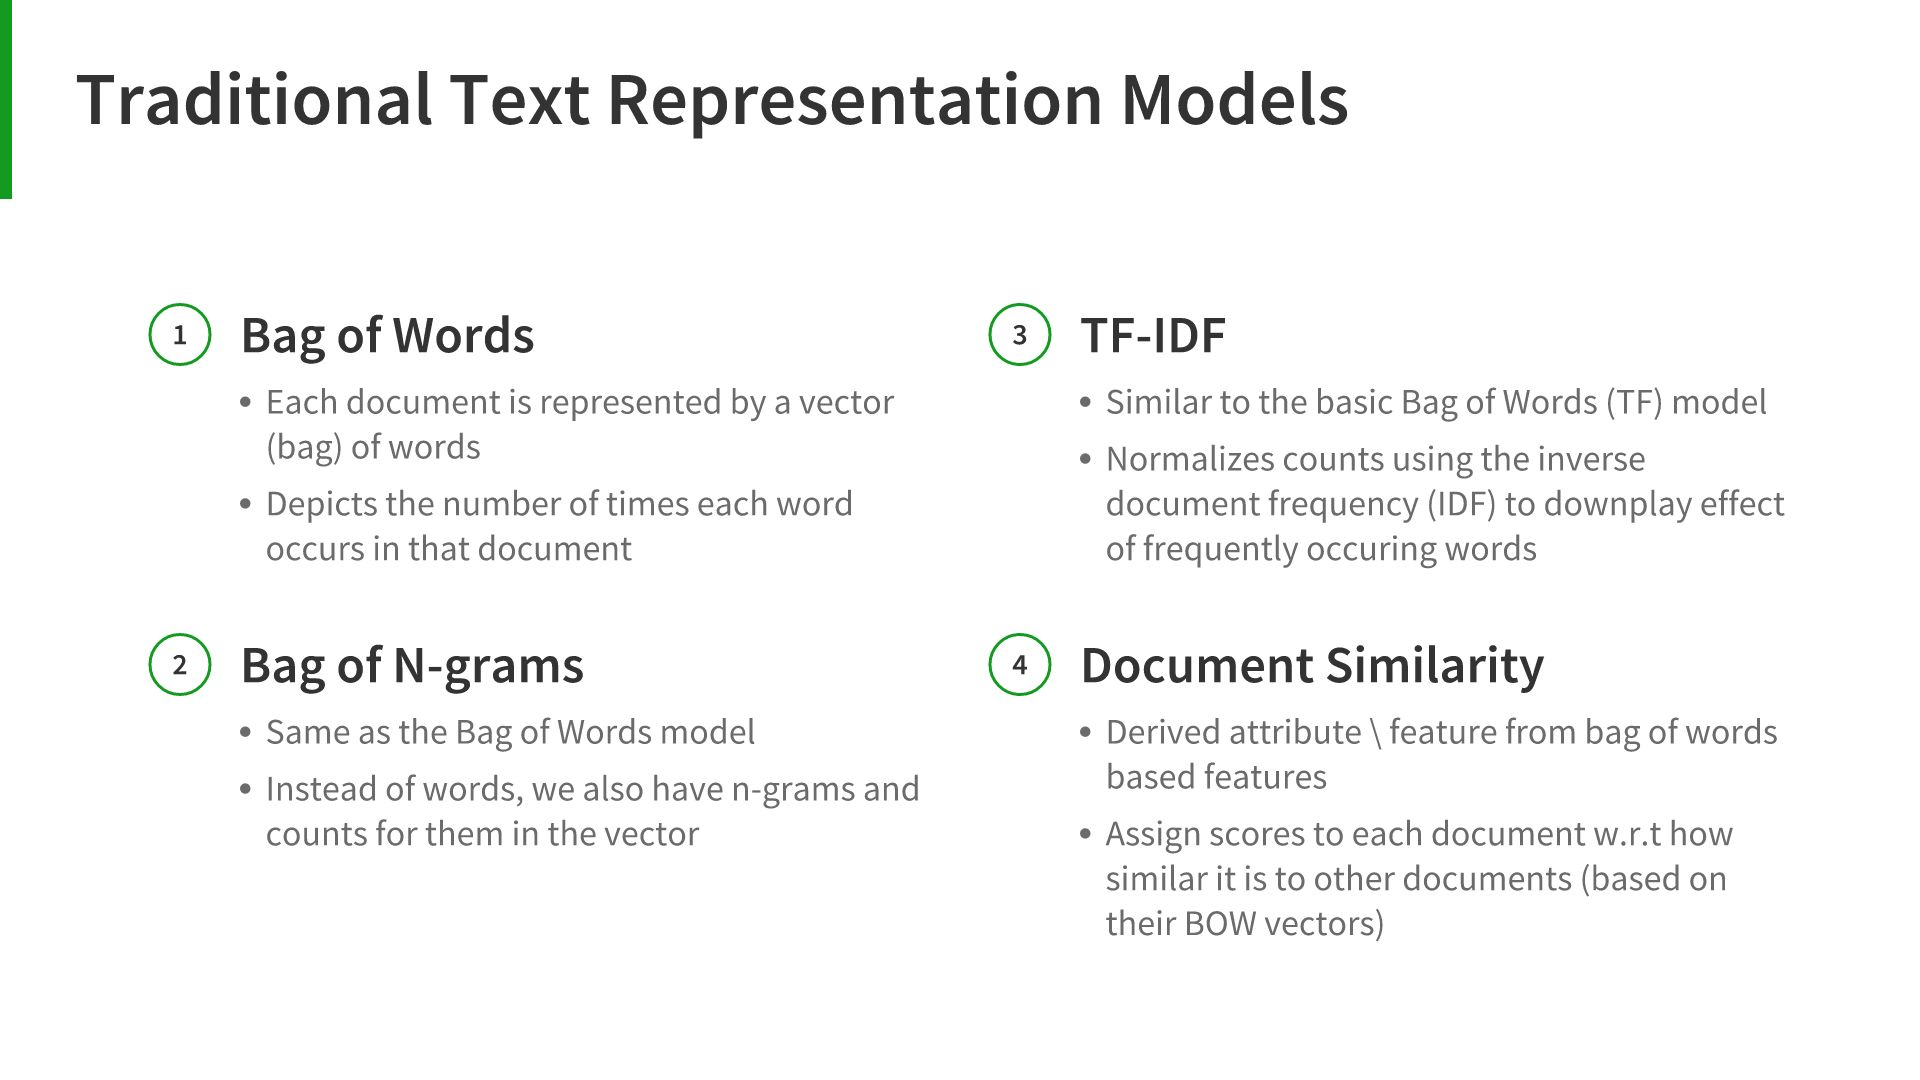 Traditional Text Representation Models
1 Bag of Words
• Each document is represented by a vector
(bag) of words
• Depicts the number of times each word
occurs in that document
2 Bag of N-grams
• Same as the Bag of Words model
• Instead of words, we also have n-grams and
counts for them in the vector
3 TF-IDF
• Similar to the basic Bag of Words (TF) model
• Normalizes counts using the inverse
document frequency (IDF) to downplay effect
of frequently occuring words
4 Document Similarity
• Derived attribute \ feature from bag of words
based features
• Assign scores to each document w.r.t how
similar it is to other documents (based on
their BOW vectors)